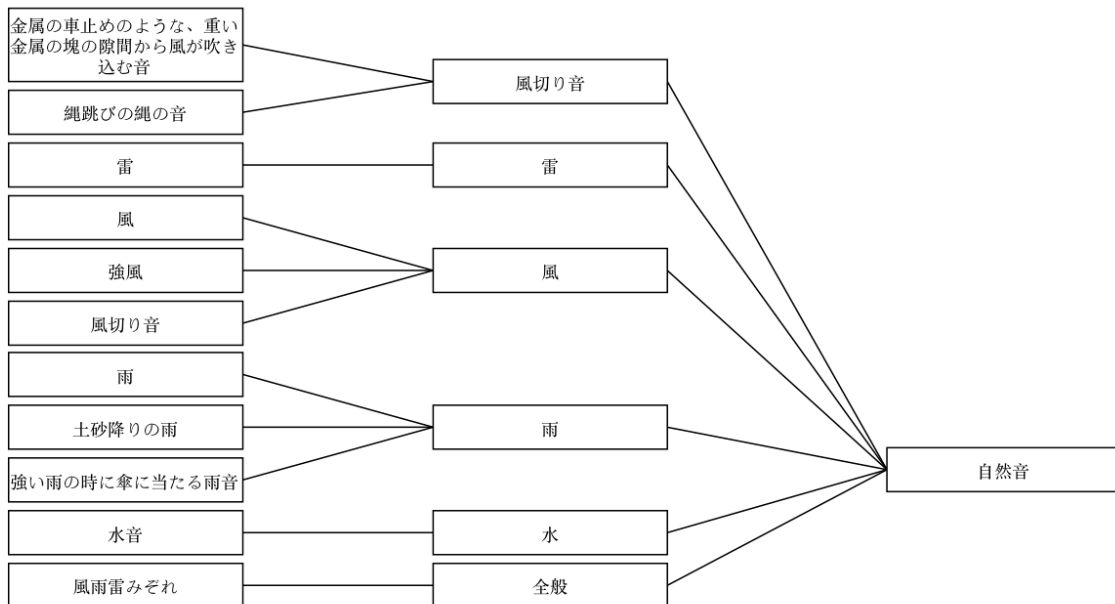 金属の車止めのような、重い
金属の塊の隙間から風が吹き
込む音
縄跳びの縄の音
雷
風
強風
風切り音
雨
土砂降りの雨
強い雨の時に傘に当たる雨音
水音
風雨雷みぞれ
風切り音
雷
風
雨
水
全般
自然音